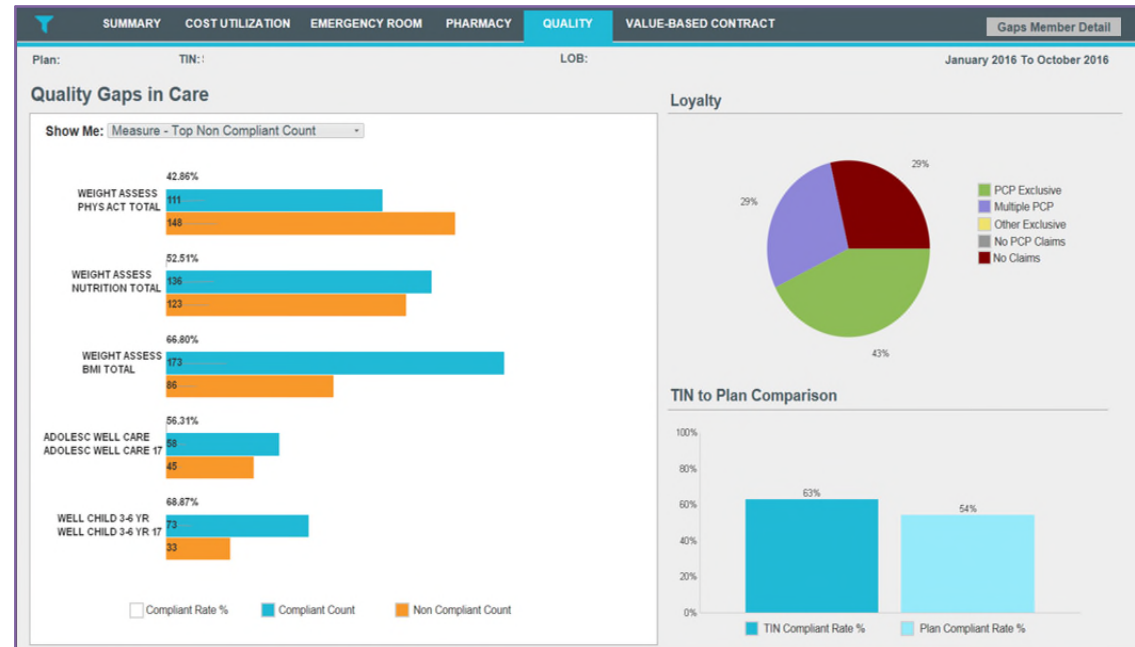 SUMMARY COST UTILIZATION EMERGENCY ROOM PHARMACY QUALITY VALUE-BASED CONTRACT Gaps Member Detail
Plan: TIN:: LOB: January 2016 To October 2016
Quality Gaps in Care
Show Me: Measure - Top Non Compliant Count
42.86%
WEIGHT ASSESS
PHYS ACT TOTAL
111
148
52.51%
WEIGHT ASSESS
NUTRITION TOTAL
136
123
66.80%
WEIGHT ASSESS
BMI TOTAL
173
86
56.31%
ADOLESC WELL CARE
ADOLESC WELL CARE 17
58
45
68.87%
WELL CHILD 3-6 YR
WELL CHILD 3-6 YR 17
73
33
Compliant Rate % Compliant Count Non Compliant Count
Loyalty
29%
29%
43%
PCP Exclusive
Multiple PCP
Other Exclusive
No PCP Claims
No Claims
TIN to Plan Comparison
100%
80%
60%
40%
20%
0%
63%
54%
TIN Compliant Rate % Plan Compliant Rate %